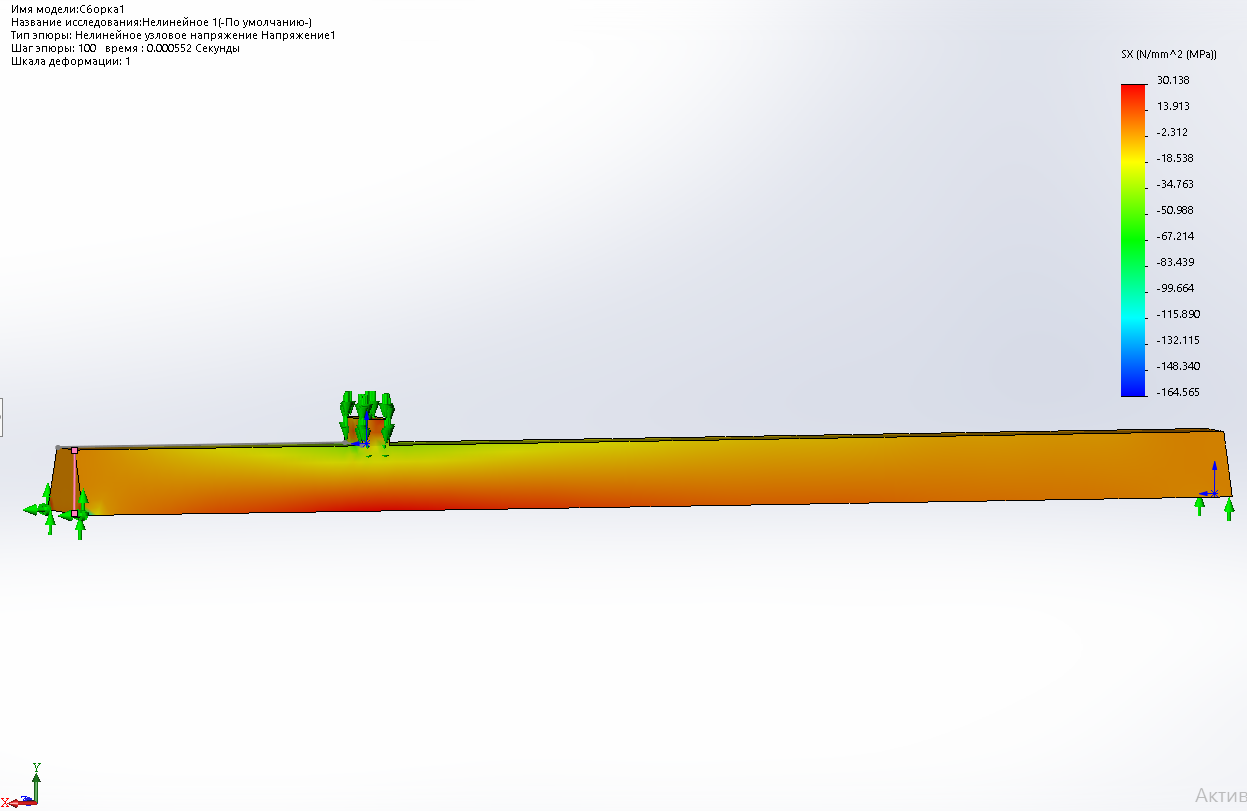 Имя модели:Сборка1
Название исследования:Нелинейное 1(-По умолчанию-)
Тип эпюры: Нелинейное узловое напряжение Напряжение1
Шаг эпюры: 100 время : 0.000552 Секунды
Шкала деформации: 1
SX (N/mm^2 (MPa))
30.138
13.913
-2.312
-18.538
-34.763
-50.988
-67.214
-83.439
-99.664
-115.890
-132.115
-148.340
-164.565
Y
X
Актив